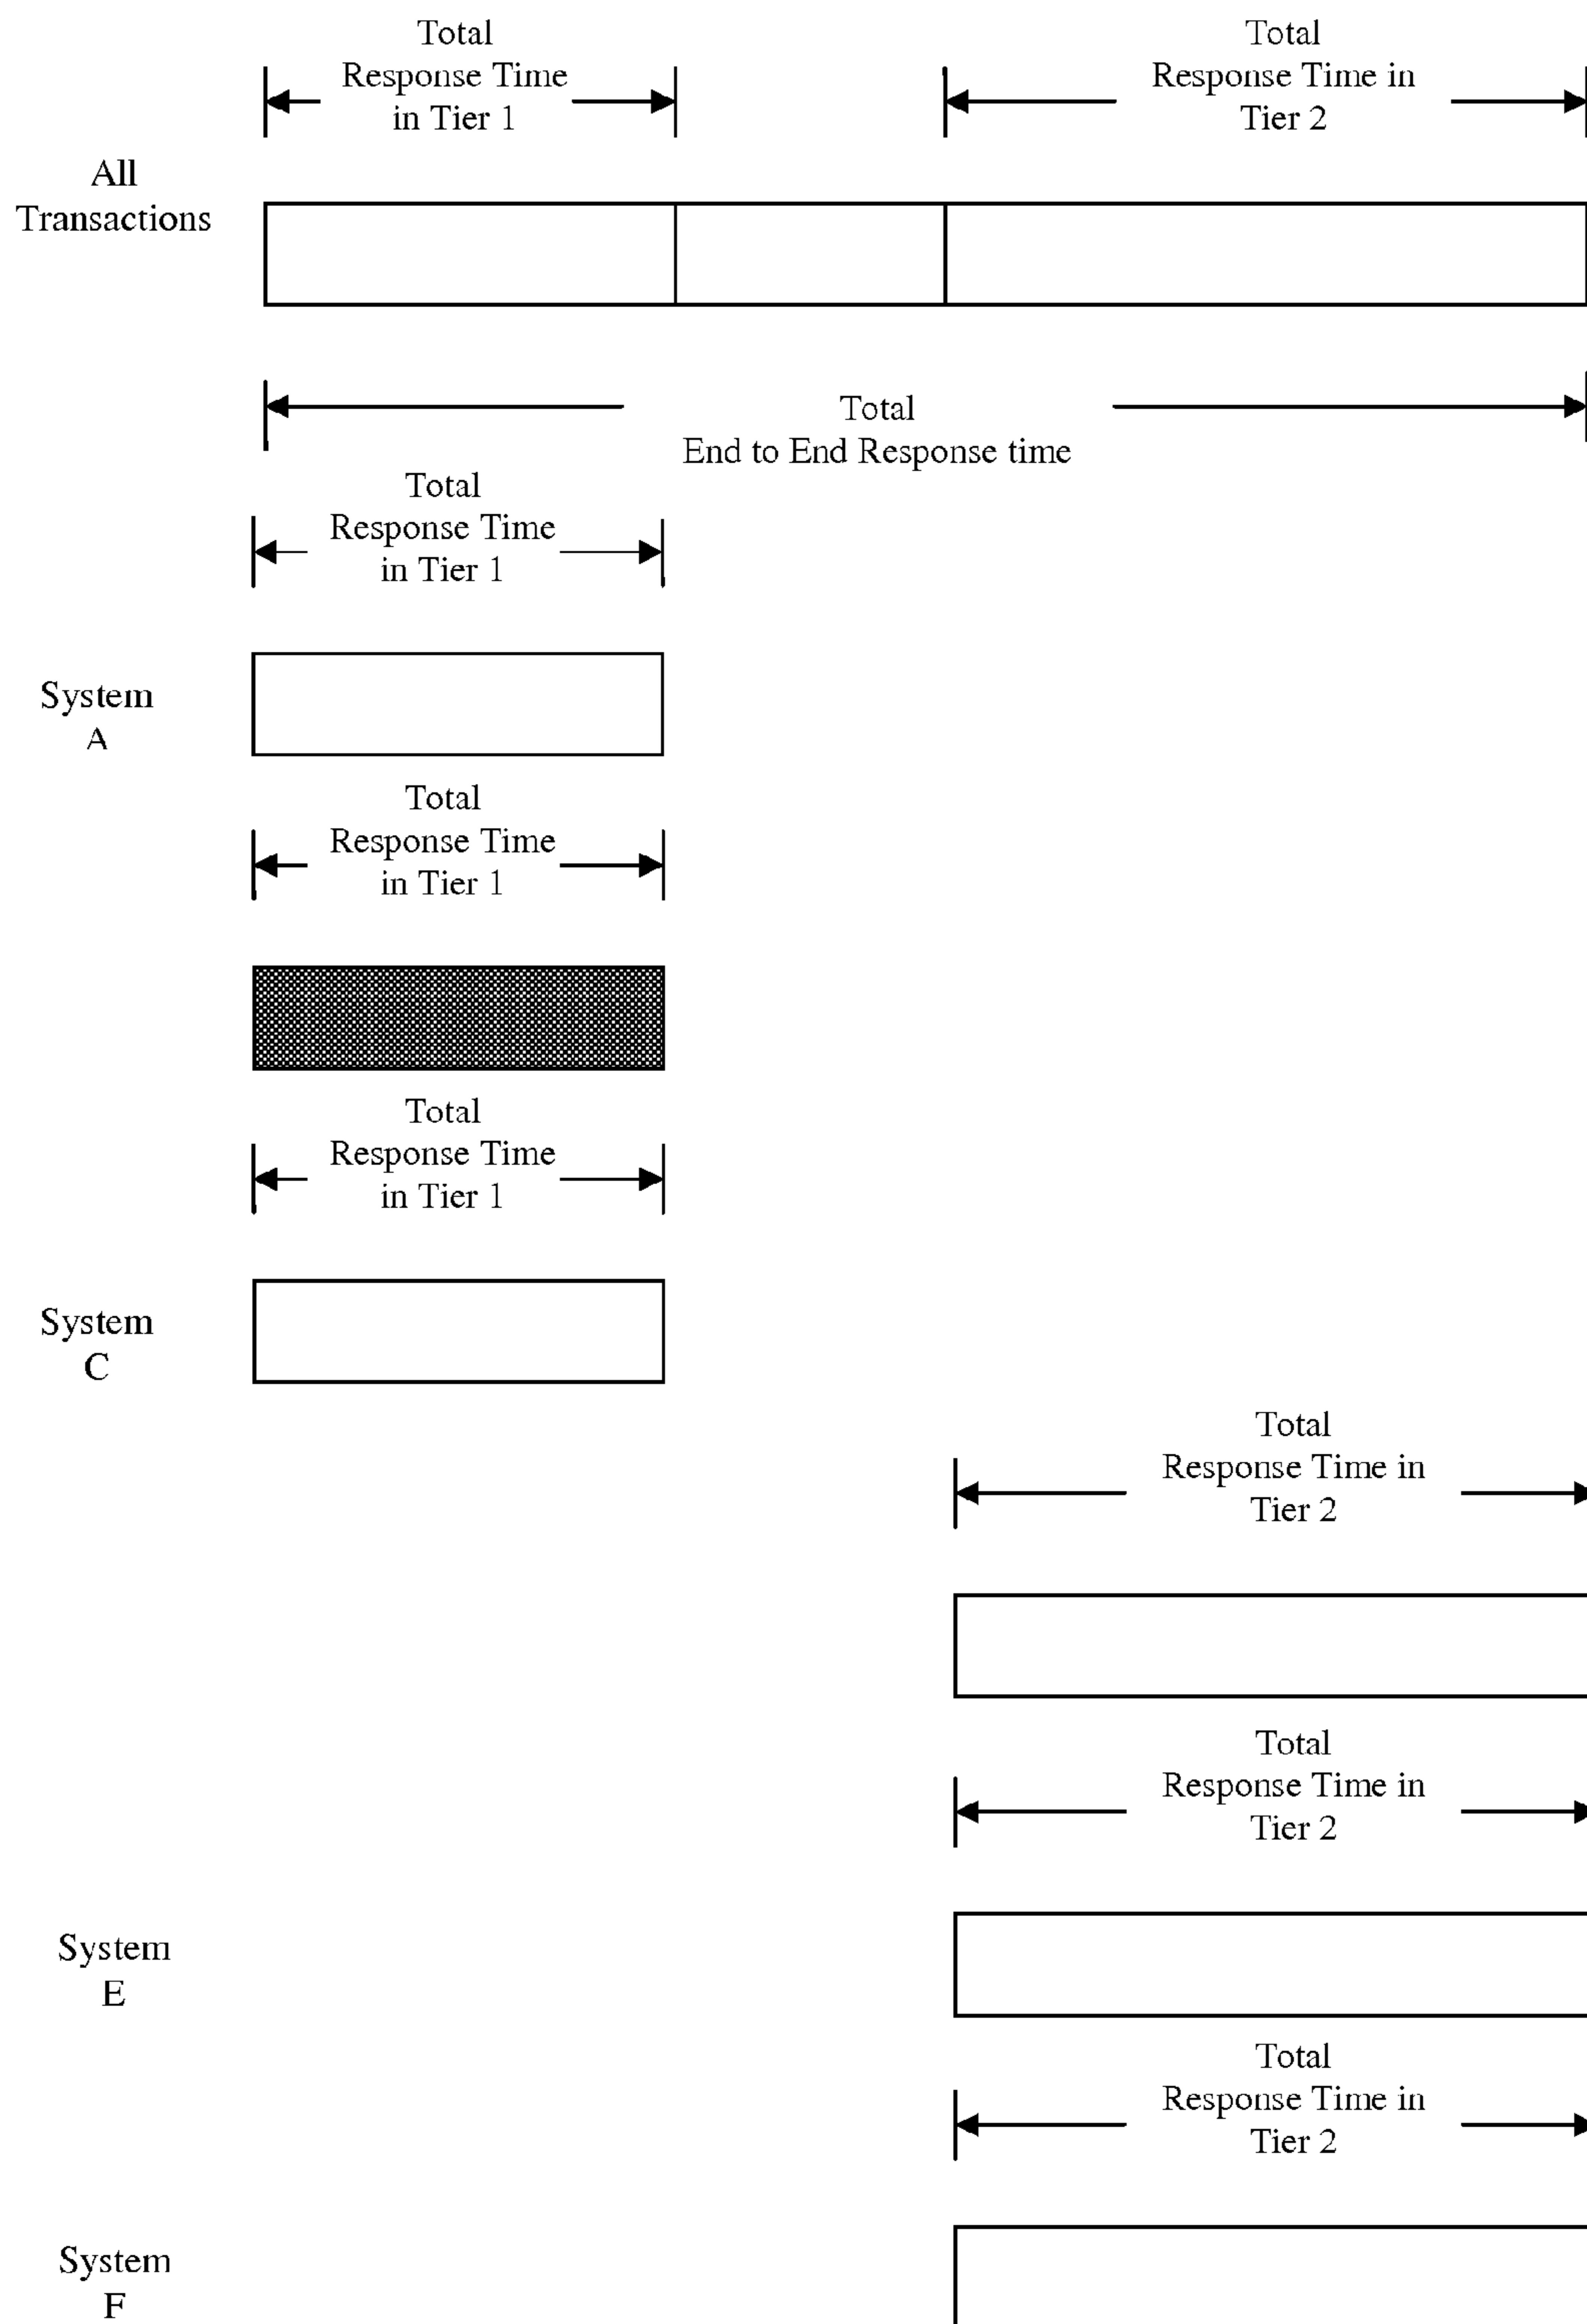 Total
Response Time
in Tier 1
Total
Response Time in
Tier 2
All
Transactions
Total
End to End Response time
Total
Response Time
in Tier 1
System
A
Total
Response Time
in Tier 1
Total
Response Time
in Tier 1
System
C
Total
Response Time in
Tier 2
Total
Response Time in
Tier 2
System
E
Total
Response Time in
Tier 2
System
F